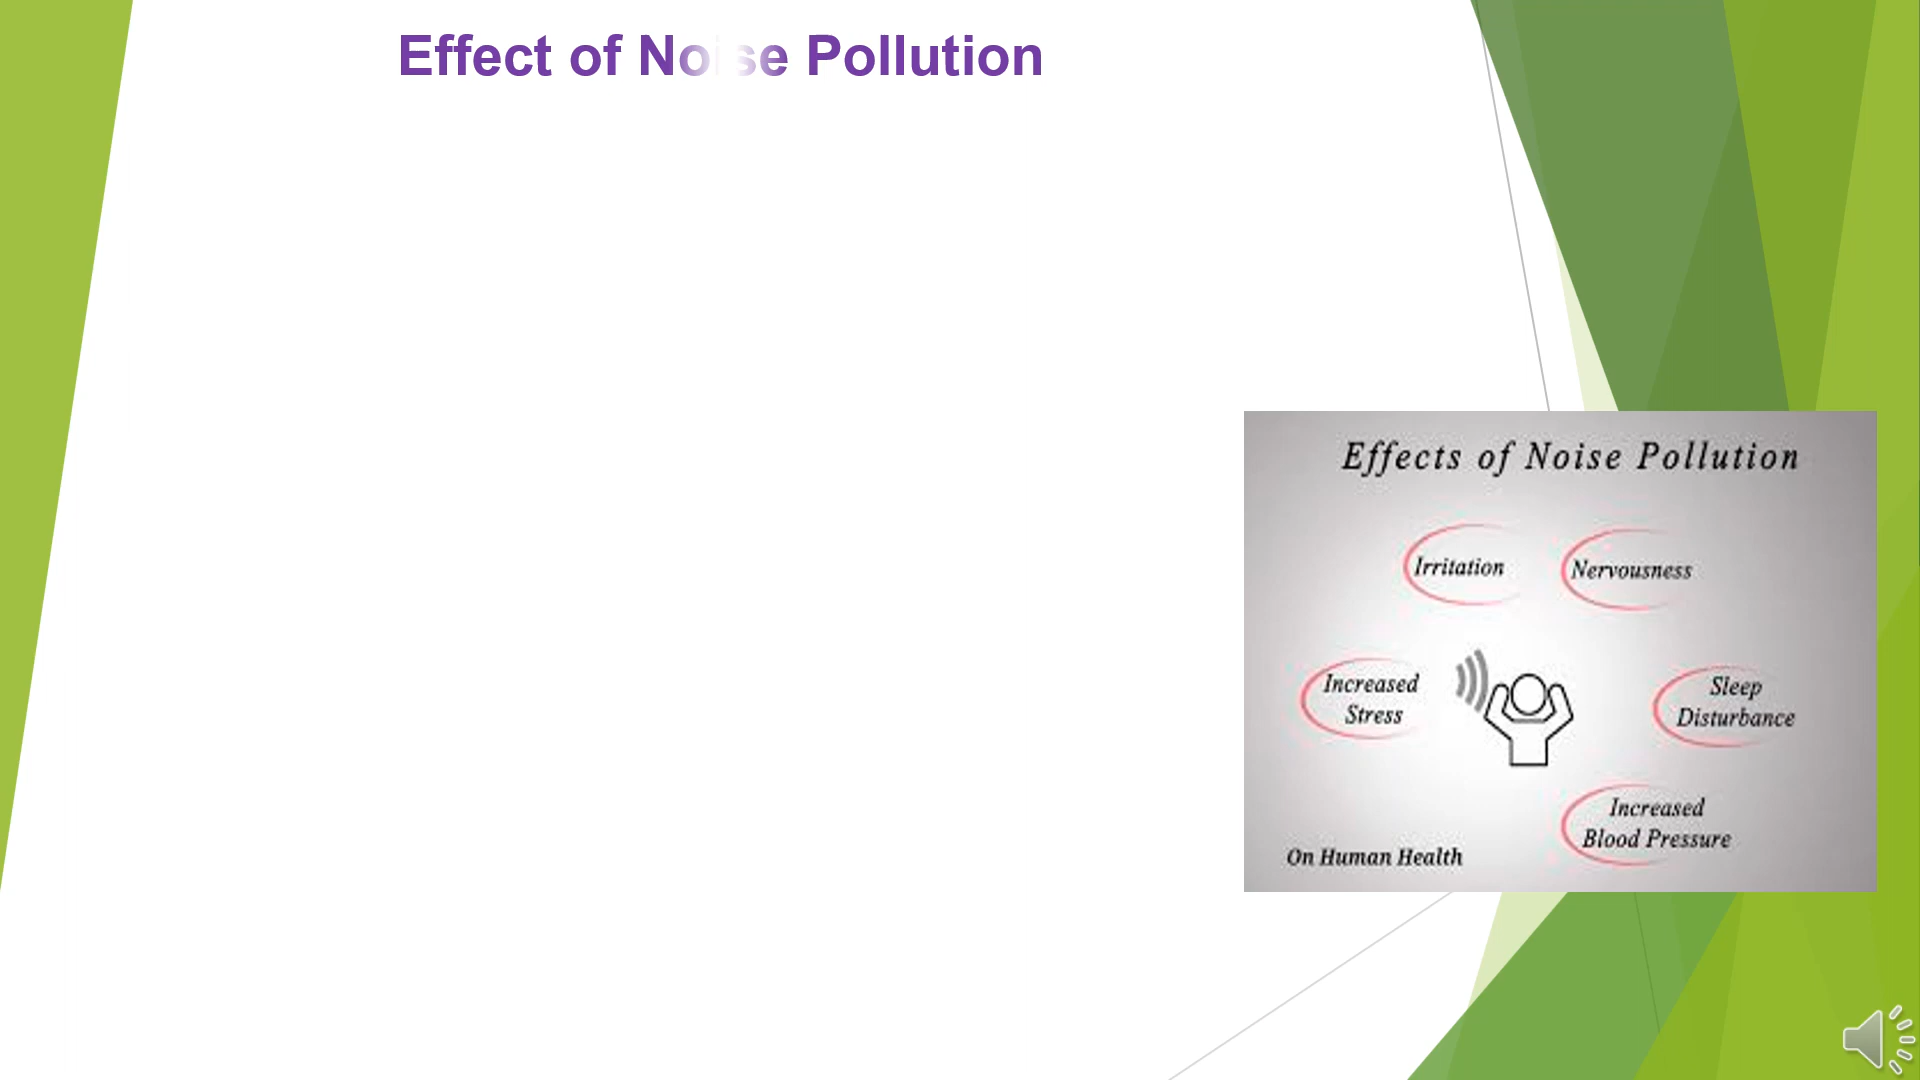 Effect of Noise Pollution
Effects of Noise Pollution
Irritation
Nervousness
Increased
Stress
Sleep
Disturbance
Increased
Blood Pressure
On Human Health